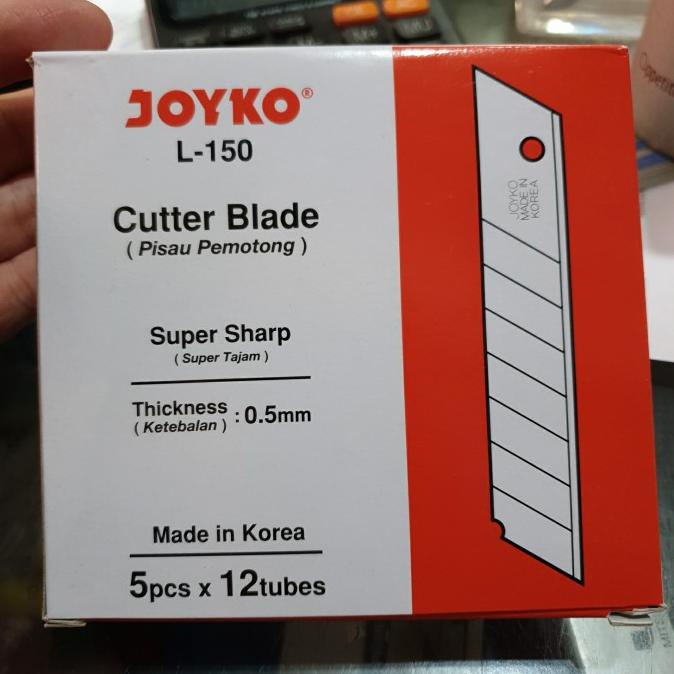 JOYKO®
L-150
Cutter Blade
( Pisau Pemotong )
Super Sharp
( Super Tajam )
Thickness : 0.5mm
( Ketebalan )
Made in Korea
5pcs x 12tubes
JOYKO
MADE IN
KOREA